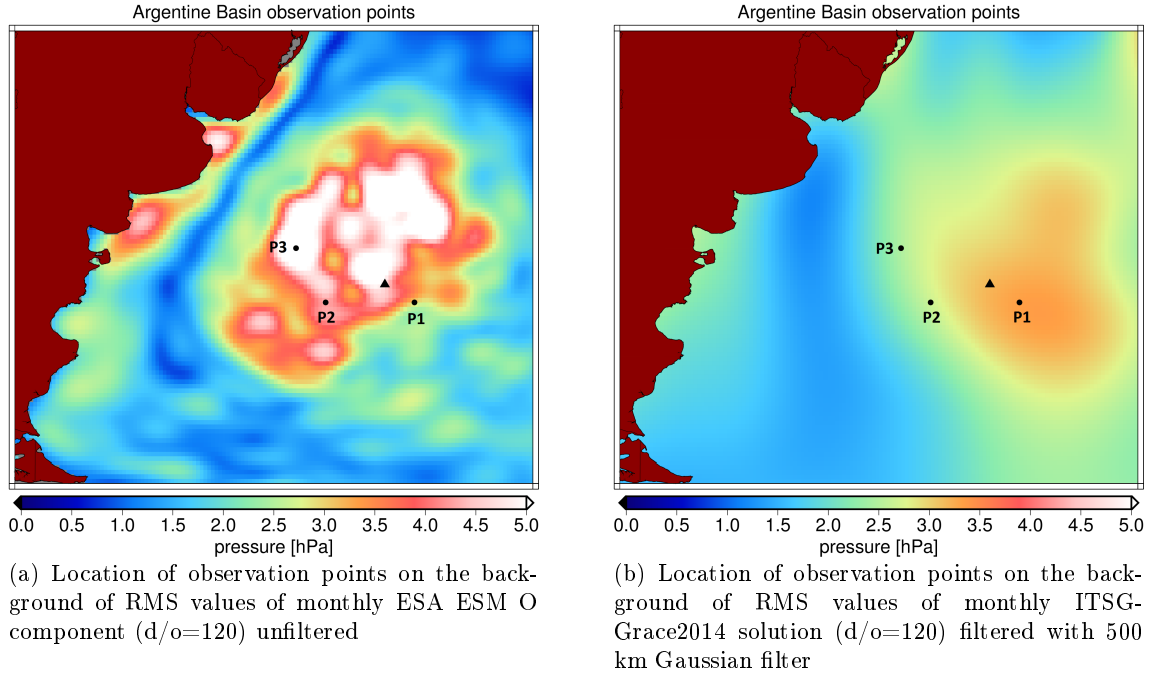 Argentine Basin observation points
P3
P2
P1
0.0 0.5 1.0 1.5 2.0 2.5 3.0 3.5 4.0 4.5 5.0
pressure [hPa]
(a) Location of observation points on the back-
ground of RMS values of monthly ESA ESM O
component (d/o=120) unfiltered
Argentine Basin observation points
P3
P2
P1
0.0 0.5 1.0 1.5 2.0 2.5 3.0 3.5 4.0 4.5 5.0
pressure [hPa]
(b) Location of observation points on the back-
ground of RMS values of monthly ITSG-
Grace2014 solution (d/o=120) filtered with 500
km Gaussian filter